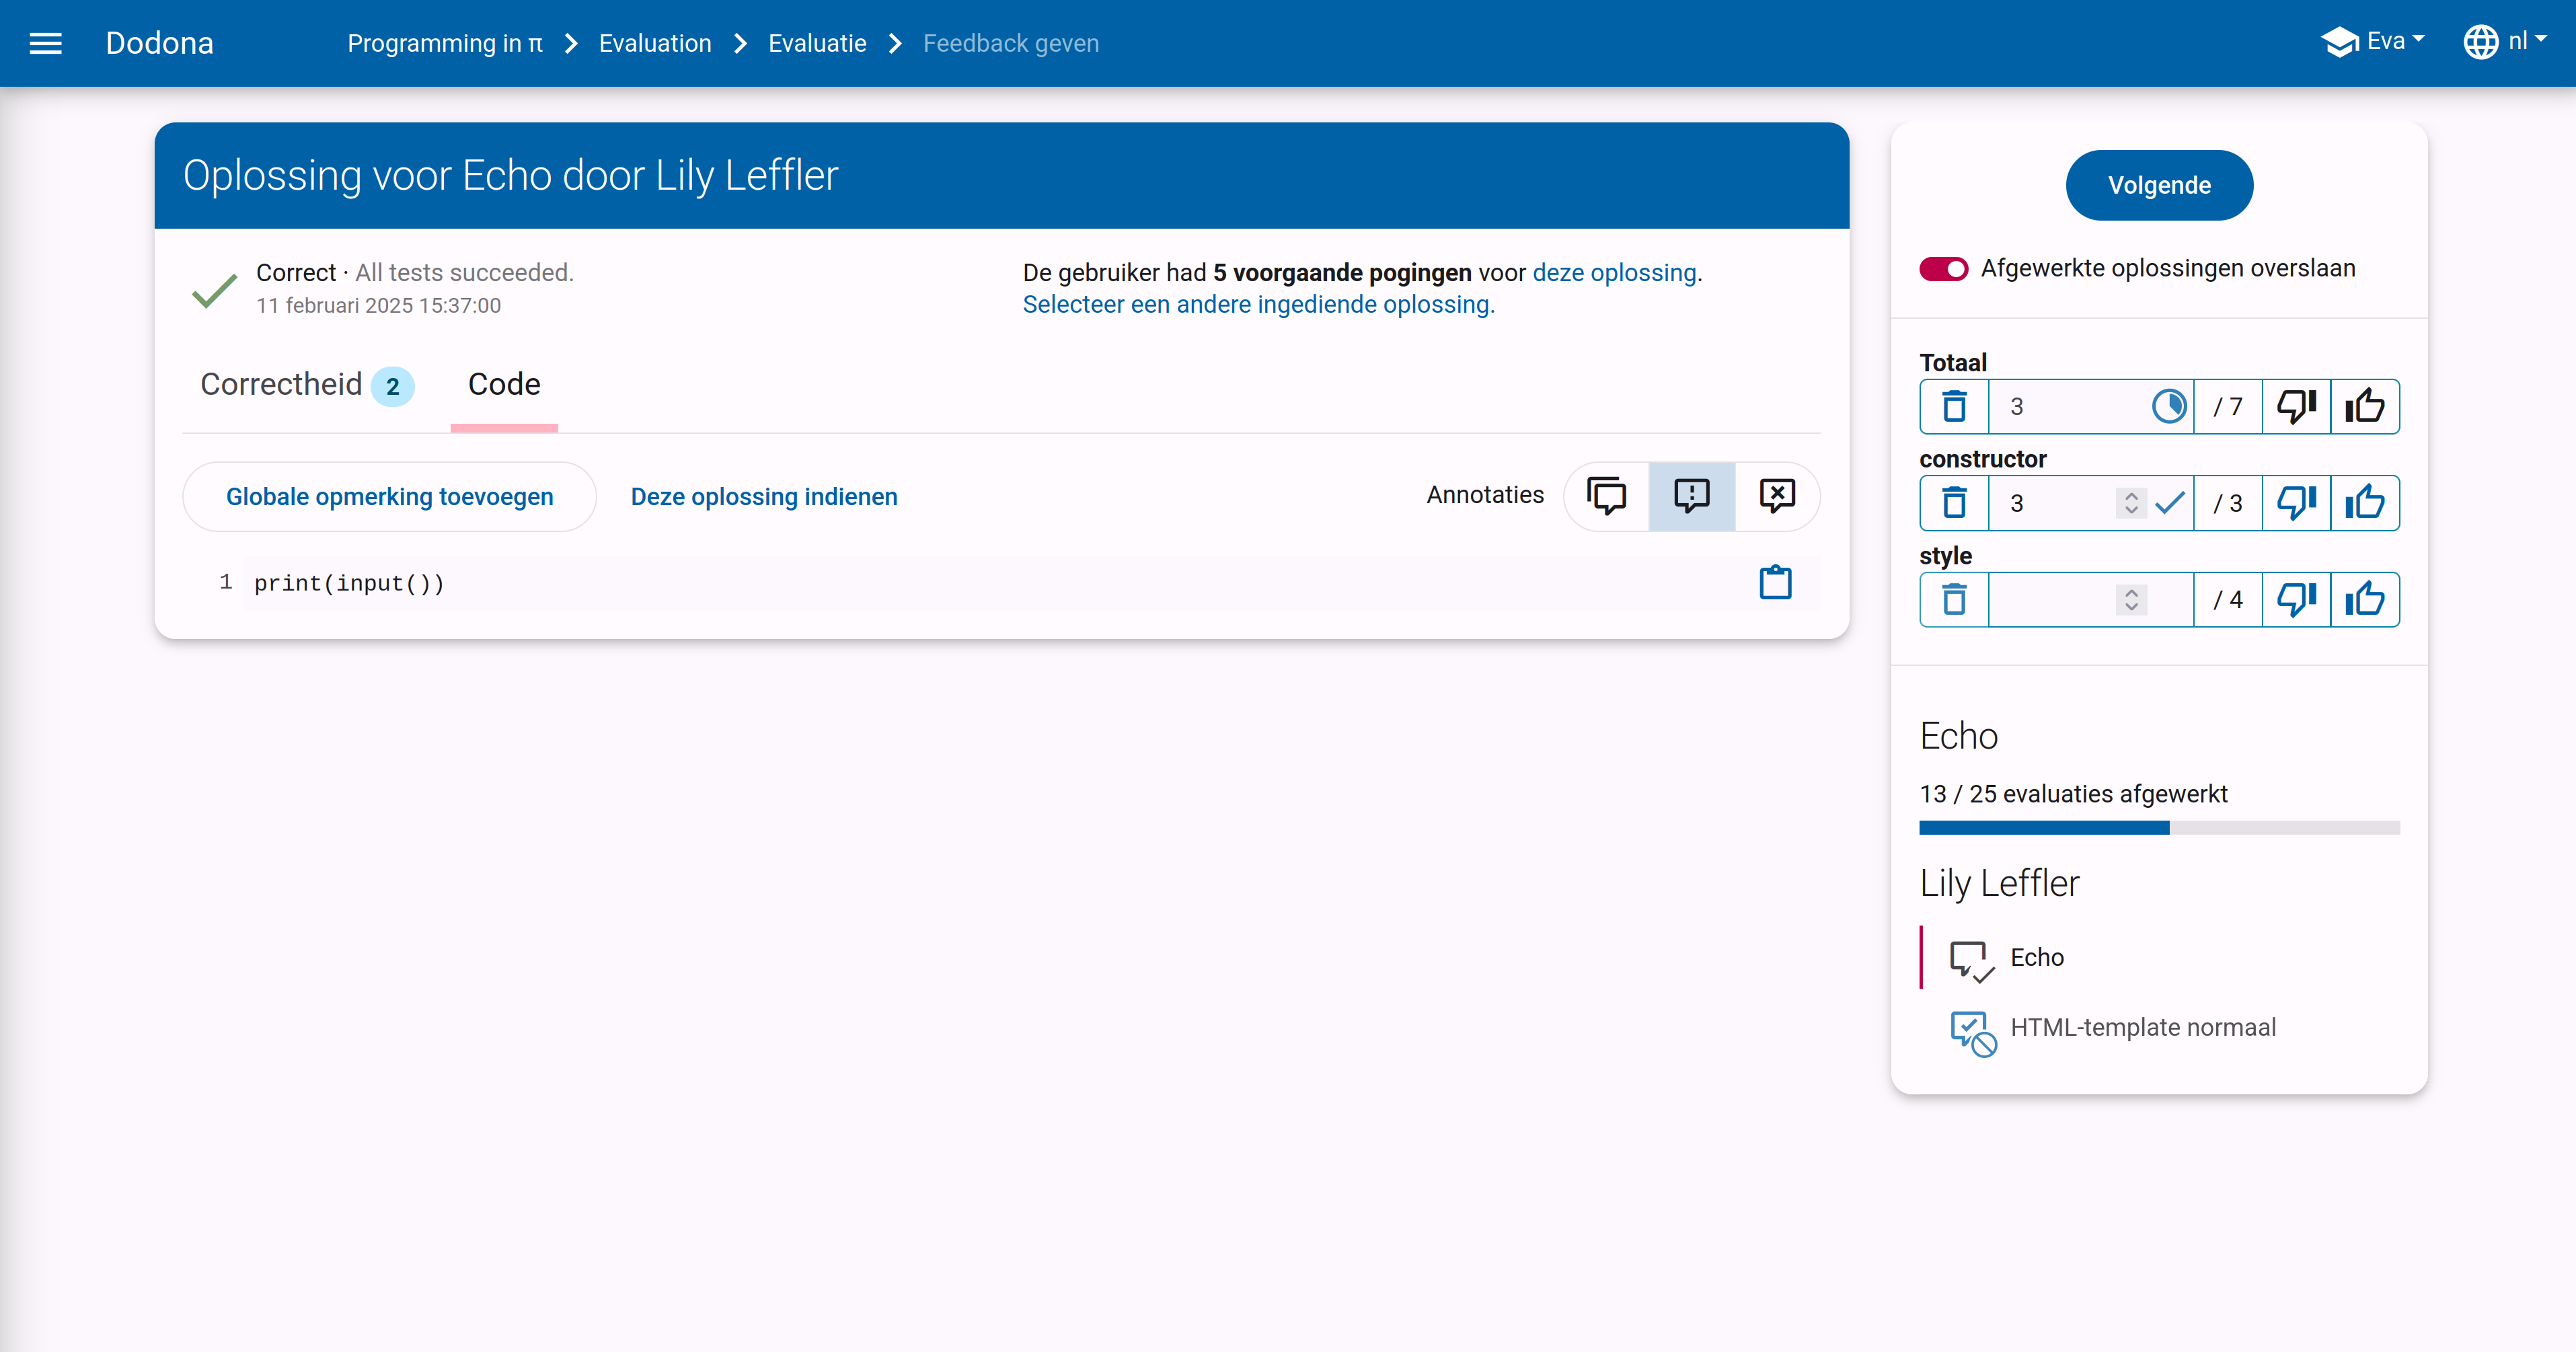 Dodona
Programming in π
Evaluation
Evaluatie
Feedback geven
Eva
nl
Oplossing voor Echo door Lily Leffler
Correct · All tests succeeded.
11 februari 2025 15:37:00
De gebruiker had 5 voorgaande pogingen voor deze oplossing.
Selecteer een andere ingediende oplossing.
Correctheid 2
Code
Globale opmerking toevoegen
Deze oplossing indienen
Annotaties
1 print(input())
Volgende
Afgewerkte oplossingen overslaan
Totaal
3 / 7
constructor
3 / 3
style
/ 4
Echo
13 / 25 evaluaties afgewerkt
Lily Leffler
Echo
HTML-template normaal